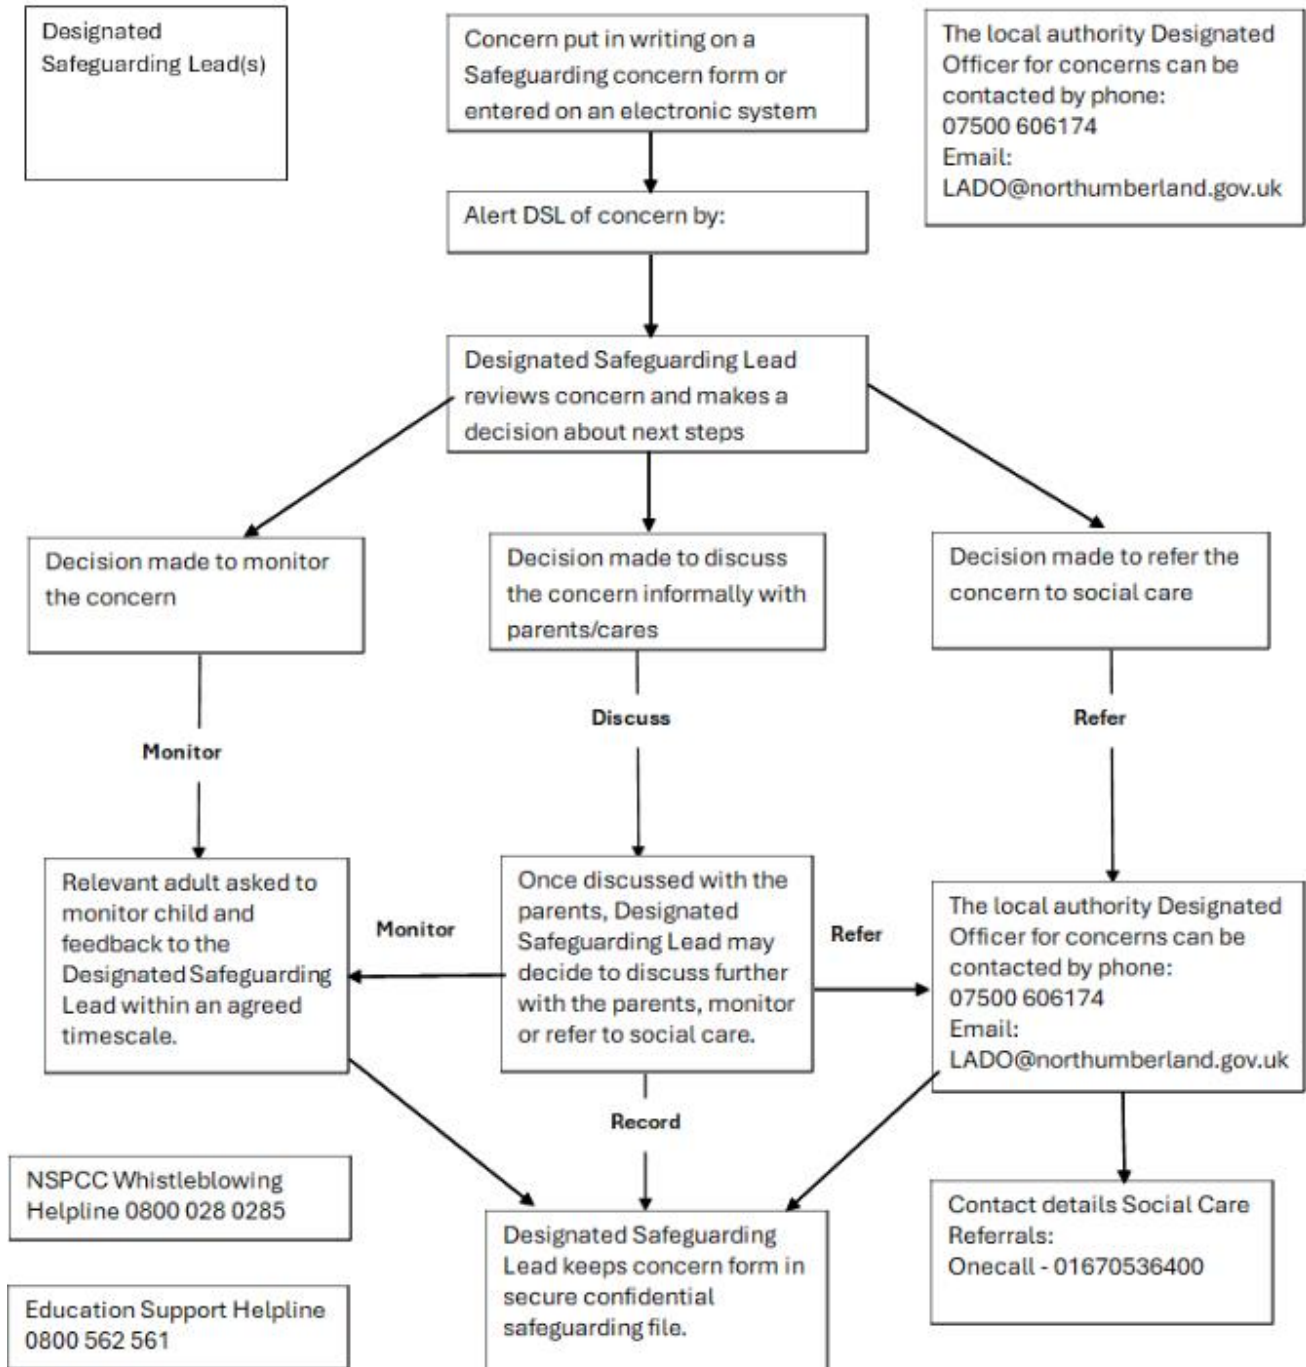 Designated
Safeguarding Lead(s)
Concern put in writing on a
Safeguarding concern form or
entered on an electronic system
The local authority Designated
Officer for concerns can be
contacted by phone:
07500 606174
Email:
LADO@northumberland.gov.uk
Alert DSL of concern by:
Designated Safeguarding Lead
reviews concern and makes a
decision about next steps
Decision made to monitor
the concern
Decision made to discuss
the concern informally with
parents/cares
Decision made to refer the
concern to social care
Monitor
Discuss
Refer
Relevant adult asked to
monitor child and
feedback to the
Designated Safeguarding
Lead within an agreed
timescale.
Monitor
Once discussed with the
parents, Designated
Safeguarding Lead may
decide to discuss further
with the parents, monitor
or refer to social care.
Refer
The local authority Designated
Officer for concerns can be
contacted by phone:
07500 606174
Email:
LADO@northumberland.gov.uk
Record
NSPCC Whistleblowing
Helpline 0800 028 0285
Education Support Helpline
0800 562 561
Designated Safeguarding
Lead keeps concern form in
secure confidential
safeguarding file.
Contact details Social Care
Referrals:
Onecall - 01670536400